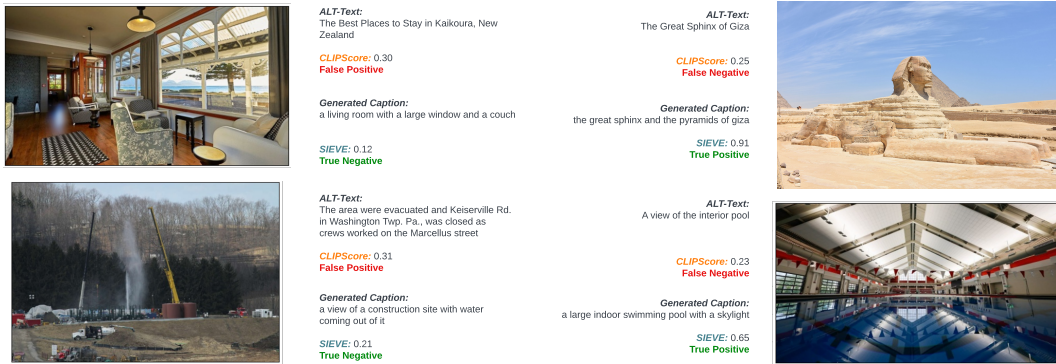 ALT-Text:
The Best Places to Stay in Kaikoura, New
Zealand
CLIPScore: 0.30
False Positive
Generated Caption:
a living room with a large window and a couch
SIEVE: 0.12
True Negative
ALT-Text:
The Great Sphinx of Giza
CLIPScore: 0.25
False Negative
Generated Caption:
the great sphinx and the pyramids of giza
SIEVE: 0.91
True Positive
ALT-Text:
The area were evacuated and Keiserville Rd.
in Washington Twp. Pa., was closed as
crews worked on the Marcellus street
CLIPScore: 0.31
False Positive
Generated Caption:
a view of a construction site with water
coming out of it
SIEVE: 0.21
True Negative
ALT-Text:
A view of the interior pool
CLIPScore: 0.23
False Negative
Generated Caption:
a large indoor swimming pool with a skylight
SIEVE: 0.65
True Positive